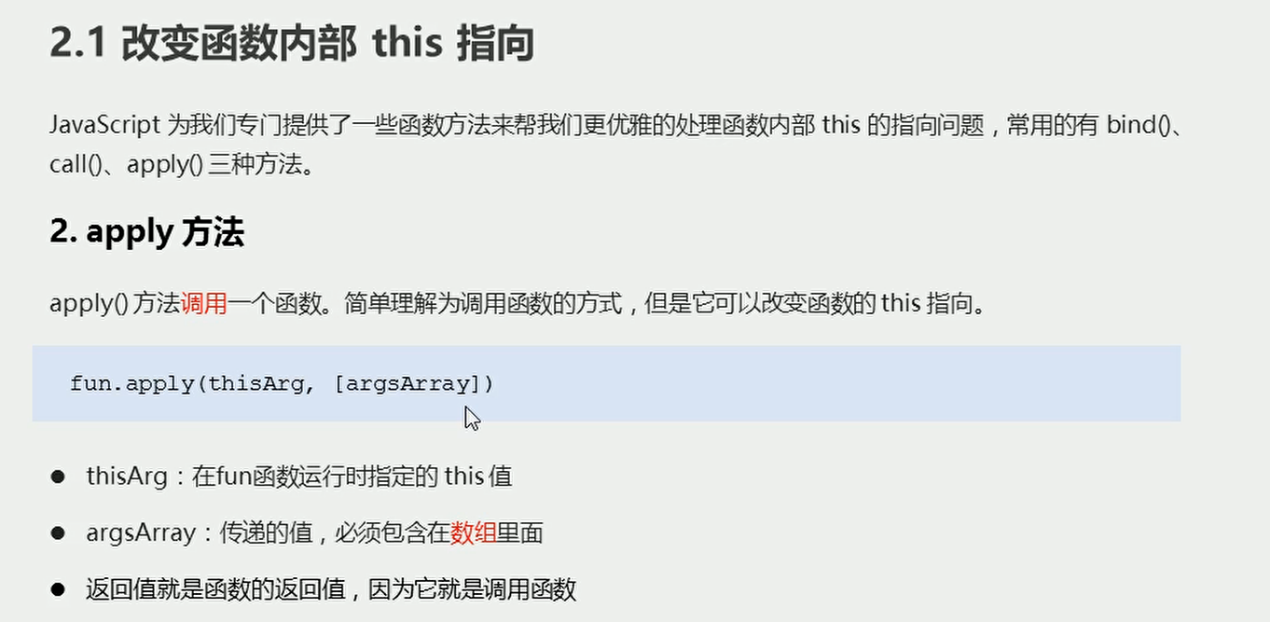 2.1 改变函数内部 this 指向
JavaScript 为我们专门提供了一些函数方法来帮我们更优雅的处理函数内部 this 的指向问题，常用的有 bind()、
call()、apply() 三种方法。
2. apply 方法
apply() 方法调用一个函数。简单理解为调用函数的方式，但是它可以改变函数的 this 指向。
fun.apply(thisArg, [argsArray])
● thisArg：在fun函数运行时指定的 this 值
● argsArray：传递的值，必须包含在数组里面
● 返回值就是函数的返回值，因为它就是调用函数